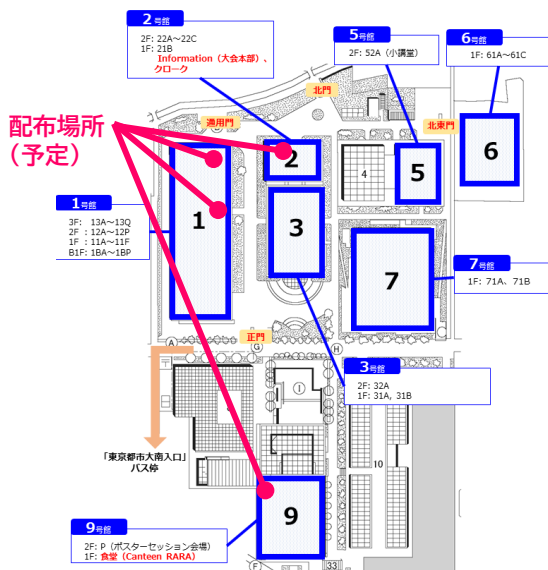 2号館
2F: 22A～22C
1F: 21B
Information（大会本部）、
クローク
5号館
2F: 52A（小講堂）
6号館
1F: 61A～61C
北門
通用門
北東門
配布場所
（予定）
2
4
5
6
1号館
3F: 13A～13Q
2F : 12A～12P
1F : 11A～11F
B1F: 1BA～1BP
1
3
7
7号館
1F: 71A、71B
正門
A
G
H
3号館
2F: 32A
1F: 31A, 31B
I
「東京都市大南入口」
バス停
10
9
9号館
2F: P（ポスターセッション会場）
1F: 食堂（Canteen RARA）
F
33